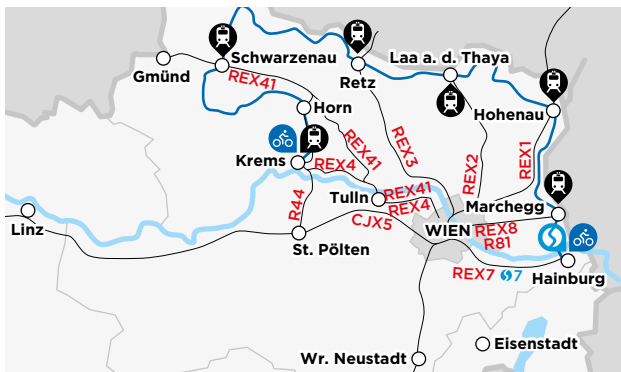 Schwarzenau
Gmünd
REX41
Retz
Laa a. d. Thaya
Horn
Hohenau
REX41
REX3
REX2
REX1
Krems
REX4
R44
Tulln
REX41
REX4
CJX5
Marchegg
WIEN
REX8
R81
Linz
St. Pölten
REX7 7
Hainburg
Eisenstadt
Wr. Neustadt